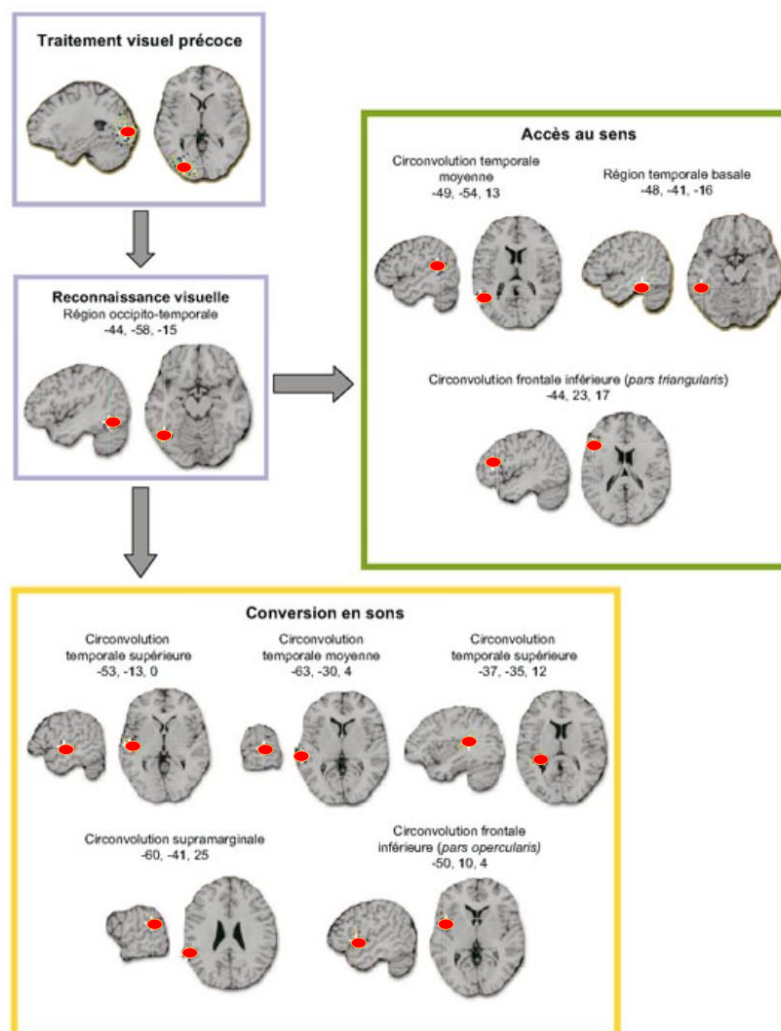 Traitement visuel précoce
Reconnaissance visuelle
Région occipito-temporale
-44, -58, -15
Accès au sens
Circonvolution temporale
moyenne
-49, -54, 13
Région temporale basale
-48, -41, -16
Circonvolution frontale inférieure (pars triangularis)
-44, 23, 17
Conversion en sons
Circonvolution
temporale supérieure
-53, -13, 0
Circonvolution
temporale moyenne
-63, -30, 4
Circonvolution
temporale supérieure
-37, -35, 12
Circonvolution supramarginale
-60, -41, 25
Circonvolution frontale
inférieure (pars opercularis)
-50, 10, 4